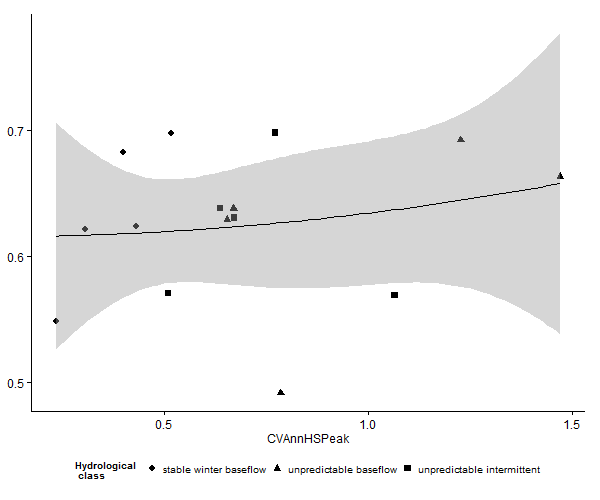 0.7
0.6
0.5
0.5 1.0 1.5
CVAnnHSPeak
Hydrological
class
stable winter baseflow unpredictable baseflow unpredictable intermittent